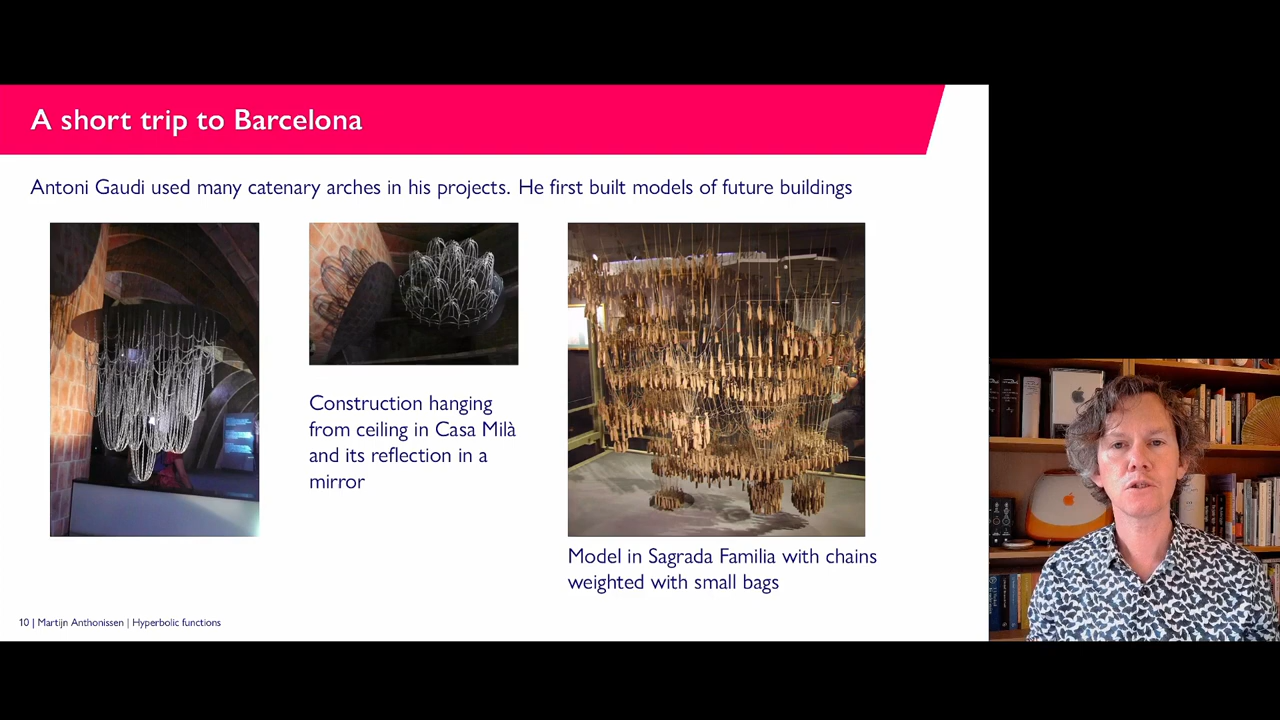 A short trip to Barcelona
Antoni Gaudi used many catenary arches in his projects. He first built models of future buildings
Construction hanging
from ceiling in Casa Milà
and its reflection in a
mirror
Model in Sagrada Familia with chains
weighted with small bags
10 | Martijn Anthonissen | Hyperbolic functions